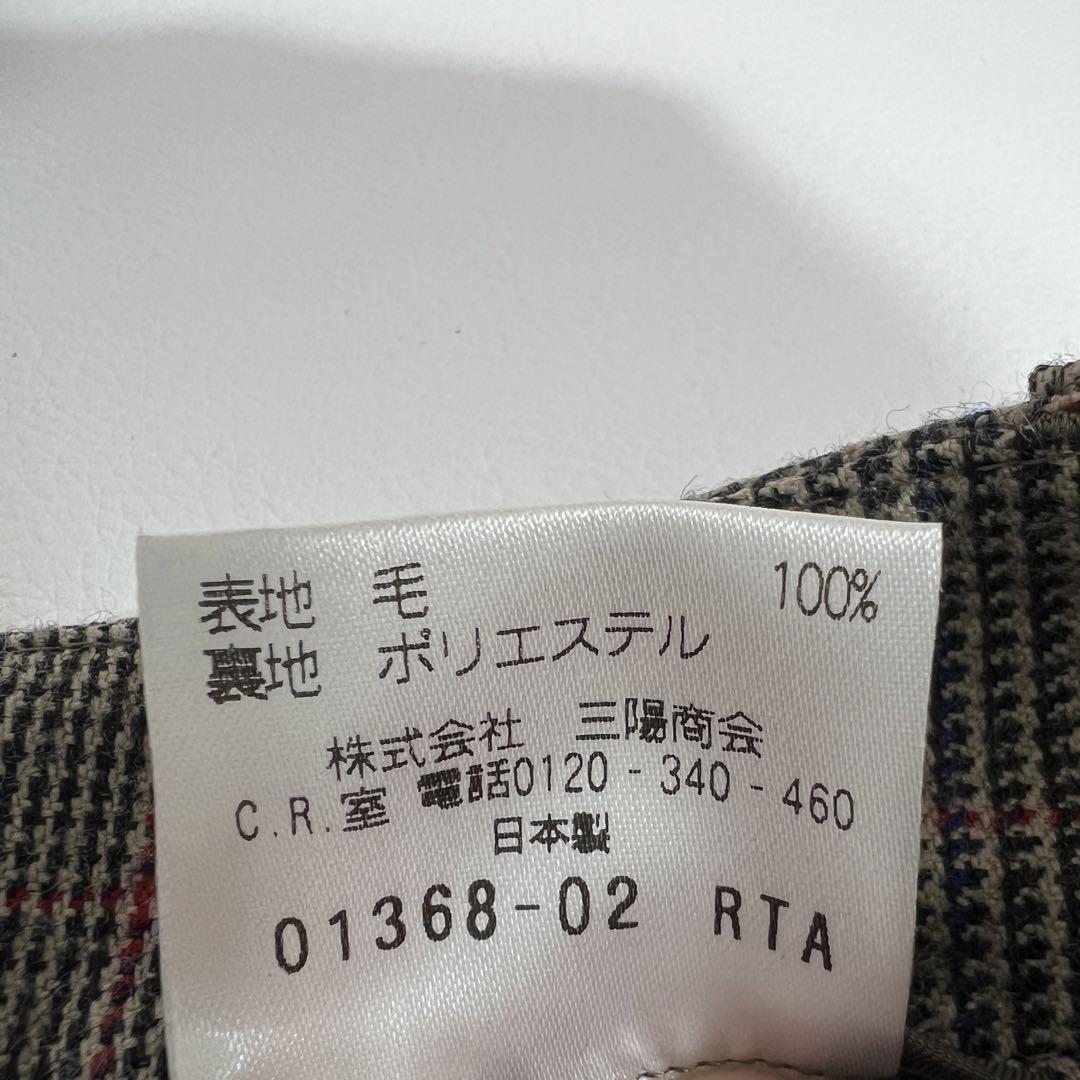 表地 毛 100%
裏地 ポリエステル
株式会社 三陽商会
C.R.室 電話0120-340-460
日本製
01368-02 RTA